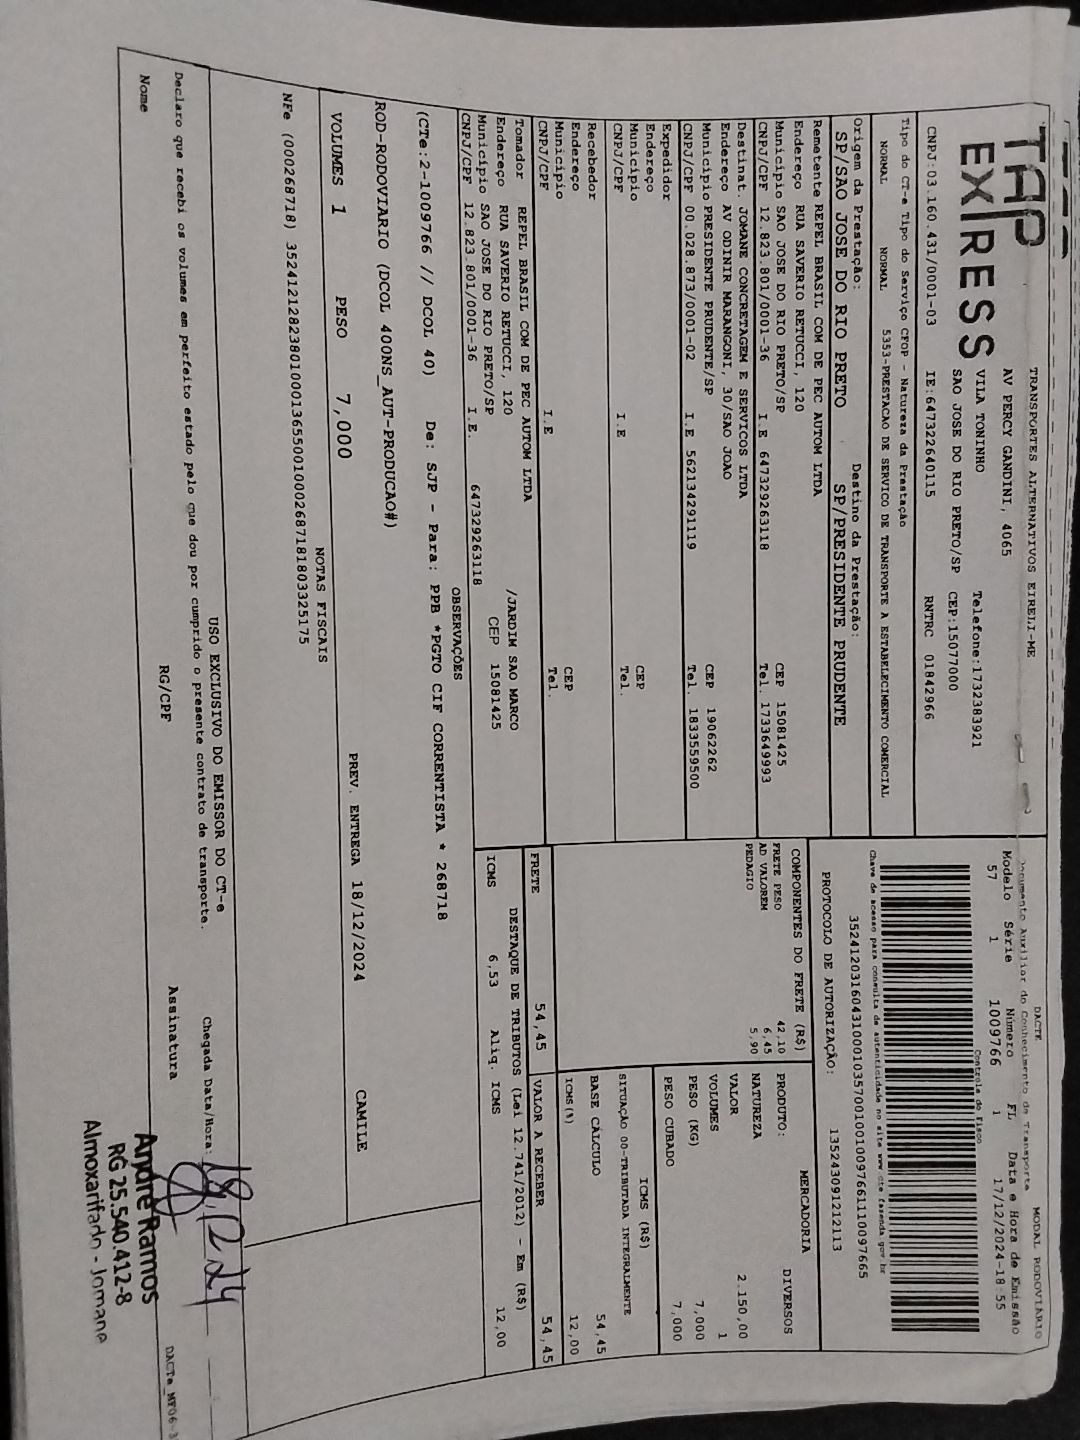 TAP
EXPRESS
TRANSPORTES ALTERNATIVOS EIRELI-ME
AV PERCY GANDINI, 4065
VILA TONINHO
Telefone:1732383921
SAO JOSE DO RIO PRETO/SP CEP:15077000
CNPJ:03.160.431/0001-03 IE:647322640115 RNTRC 01842966
DACTE MODAL RODOVIARIO
Documento Auxiliar do Conhecimento de Transporte
Modelo Série Número FL Data e Hora de Emissão
57 1 1009766 1 17/12/2024-18:55
Controle do Fisco
Chave de acesso para consulta de autenticidade no site www.cte.fazenda.gov.br
35241203160431000103570010010097661110097665
PROTOCOLO DE AUTORIZAÇÃO: 135243091212113
Tipo do CT-e Tipo do Serviço CFOP - Natureza da Prestação
NORMAL NORMAL 5353-PRESTACAO DE SERVICO DE TRANSPORTE A ESTABELECIMENTO COMERCIAL
Origem da Prestação: Destino da Prestação:
SP/SAO JOSE DO RIO PRETO SP/PRESIDENTE PRUDENTE
Remetente REPEL BRASIL COM DE PEC AUTOM LTDA
Endereço RUA SAVERIO RETUCCI, 120
Município SAO JOSE DO RIO PRETO/SP CEP 15081425
CNPJ/CPF 12.823.801/0001-36 I.E 647329263118 Tel. 1733649993
Destinat JOMANE CONCRETAGEM E SERVICOS LTDA
Endereço AV ODINIR MARANGONI, 30/SAO JOAO
Município PRESIDENTE PRUDENTE/SP CEP 19062262
CNPJ/CPF 00.028.873/0001-02 I.E 562134291119 Tel. 1833559500
Expedidor
Endereço
Município CEP
CNPJ/CPF I.E Tel.
Recebedor
Endereço
Município CEP
CNPJ/CPF I.E Tel.
Tomador REPEL BRASIL COM DE PEC AUTOM LTDA
Endereço RUA SAVERIO RETUCCI, 120 /JARDIM SAO MARCO
Município SAO JOSE DO RIO PRETO/SP CEP 15081425
CNPJ/CPF 12.823.801/0001-36 I.E. 647329263118
COMPONENTES DO FRETE (R$)
FRETE PESO 42,10
AD VALOREM 6,45
PEDAGIO 5,90
MERCADORIA
PRODUTO: DIVERSOS
NATUREZA
VALOR 2.150,00
VOLUMES 1
PESO (KG) 7,000
PESO CUBADO 7,000
ICMS (R$)
SITUAÇÃO 00-TRIBUTADA INTEGRALMENTE
BASE CÁLCULO 54,45
ICMS (%) 12,00
FRETE 54,45 VALOR A RECEBER 54,45
DESTAQUE DE TRIBUTOS (Lei 12.741/2012) - Em (R$)
ICMS 6,53 Aliq. ICMS 12,00
OBSERVAÇÕES
(CTe:2-1009766 // DCOL 40) De: SJP - Para: PPB *PGTO CIF CORRENTISTA * 268718
ROD-RODOVIARIO (DCOL 400NS_AUT-PRODUCAO#)
VOLUMES 1 PESO 7,000 PREV. ENTREGA 18/12/2024 CAMILE
NOTAS FISCAIS
NFe (000268718) 35241212823801000136550010002687181803325175
USO EXCLUSIVO DO EMISSOR DO CT-e
Declaro que recebi os volumes em perfeito estado pelo que dou por cumprido o presente contrato de transporte. Chegada Data/Hora: 18.12.24
Nome RG/CPF Assinatura
André Ramos
RG 25.540.412-8
Almoxarifado - Jomane